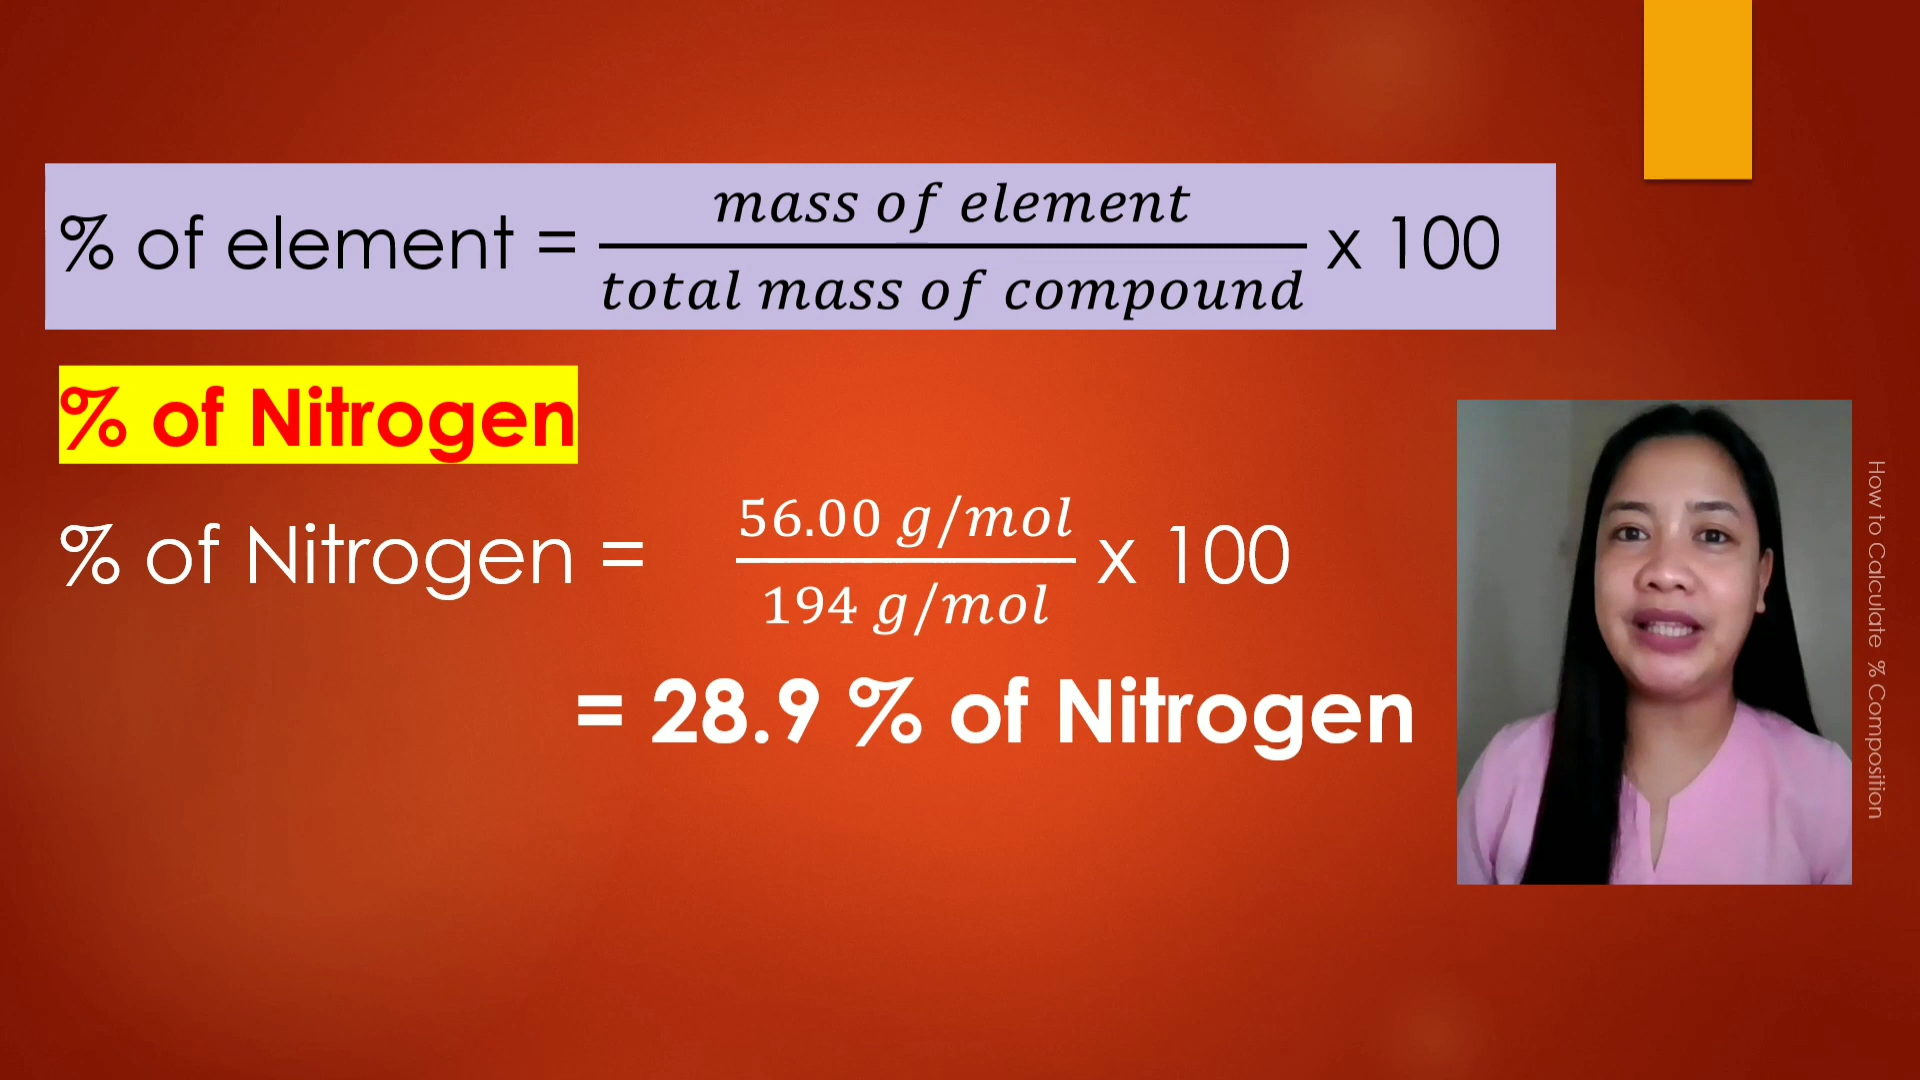 % of element = mass of element / total mass of compound x 100
% of Nitrogen
% of Nitrogen = 56.00 g/mol / 194 g/mol x 100
= 28.9 % of Nitrogen
How to Calculate % Composition